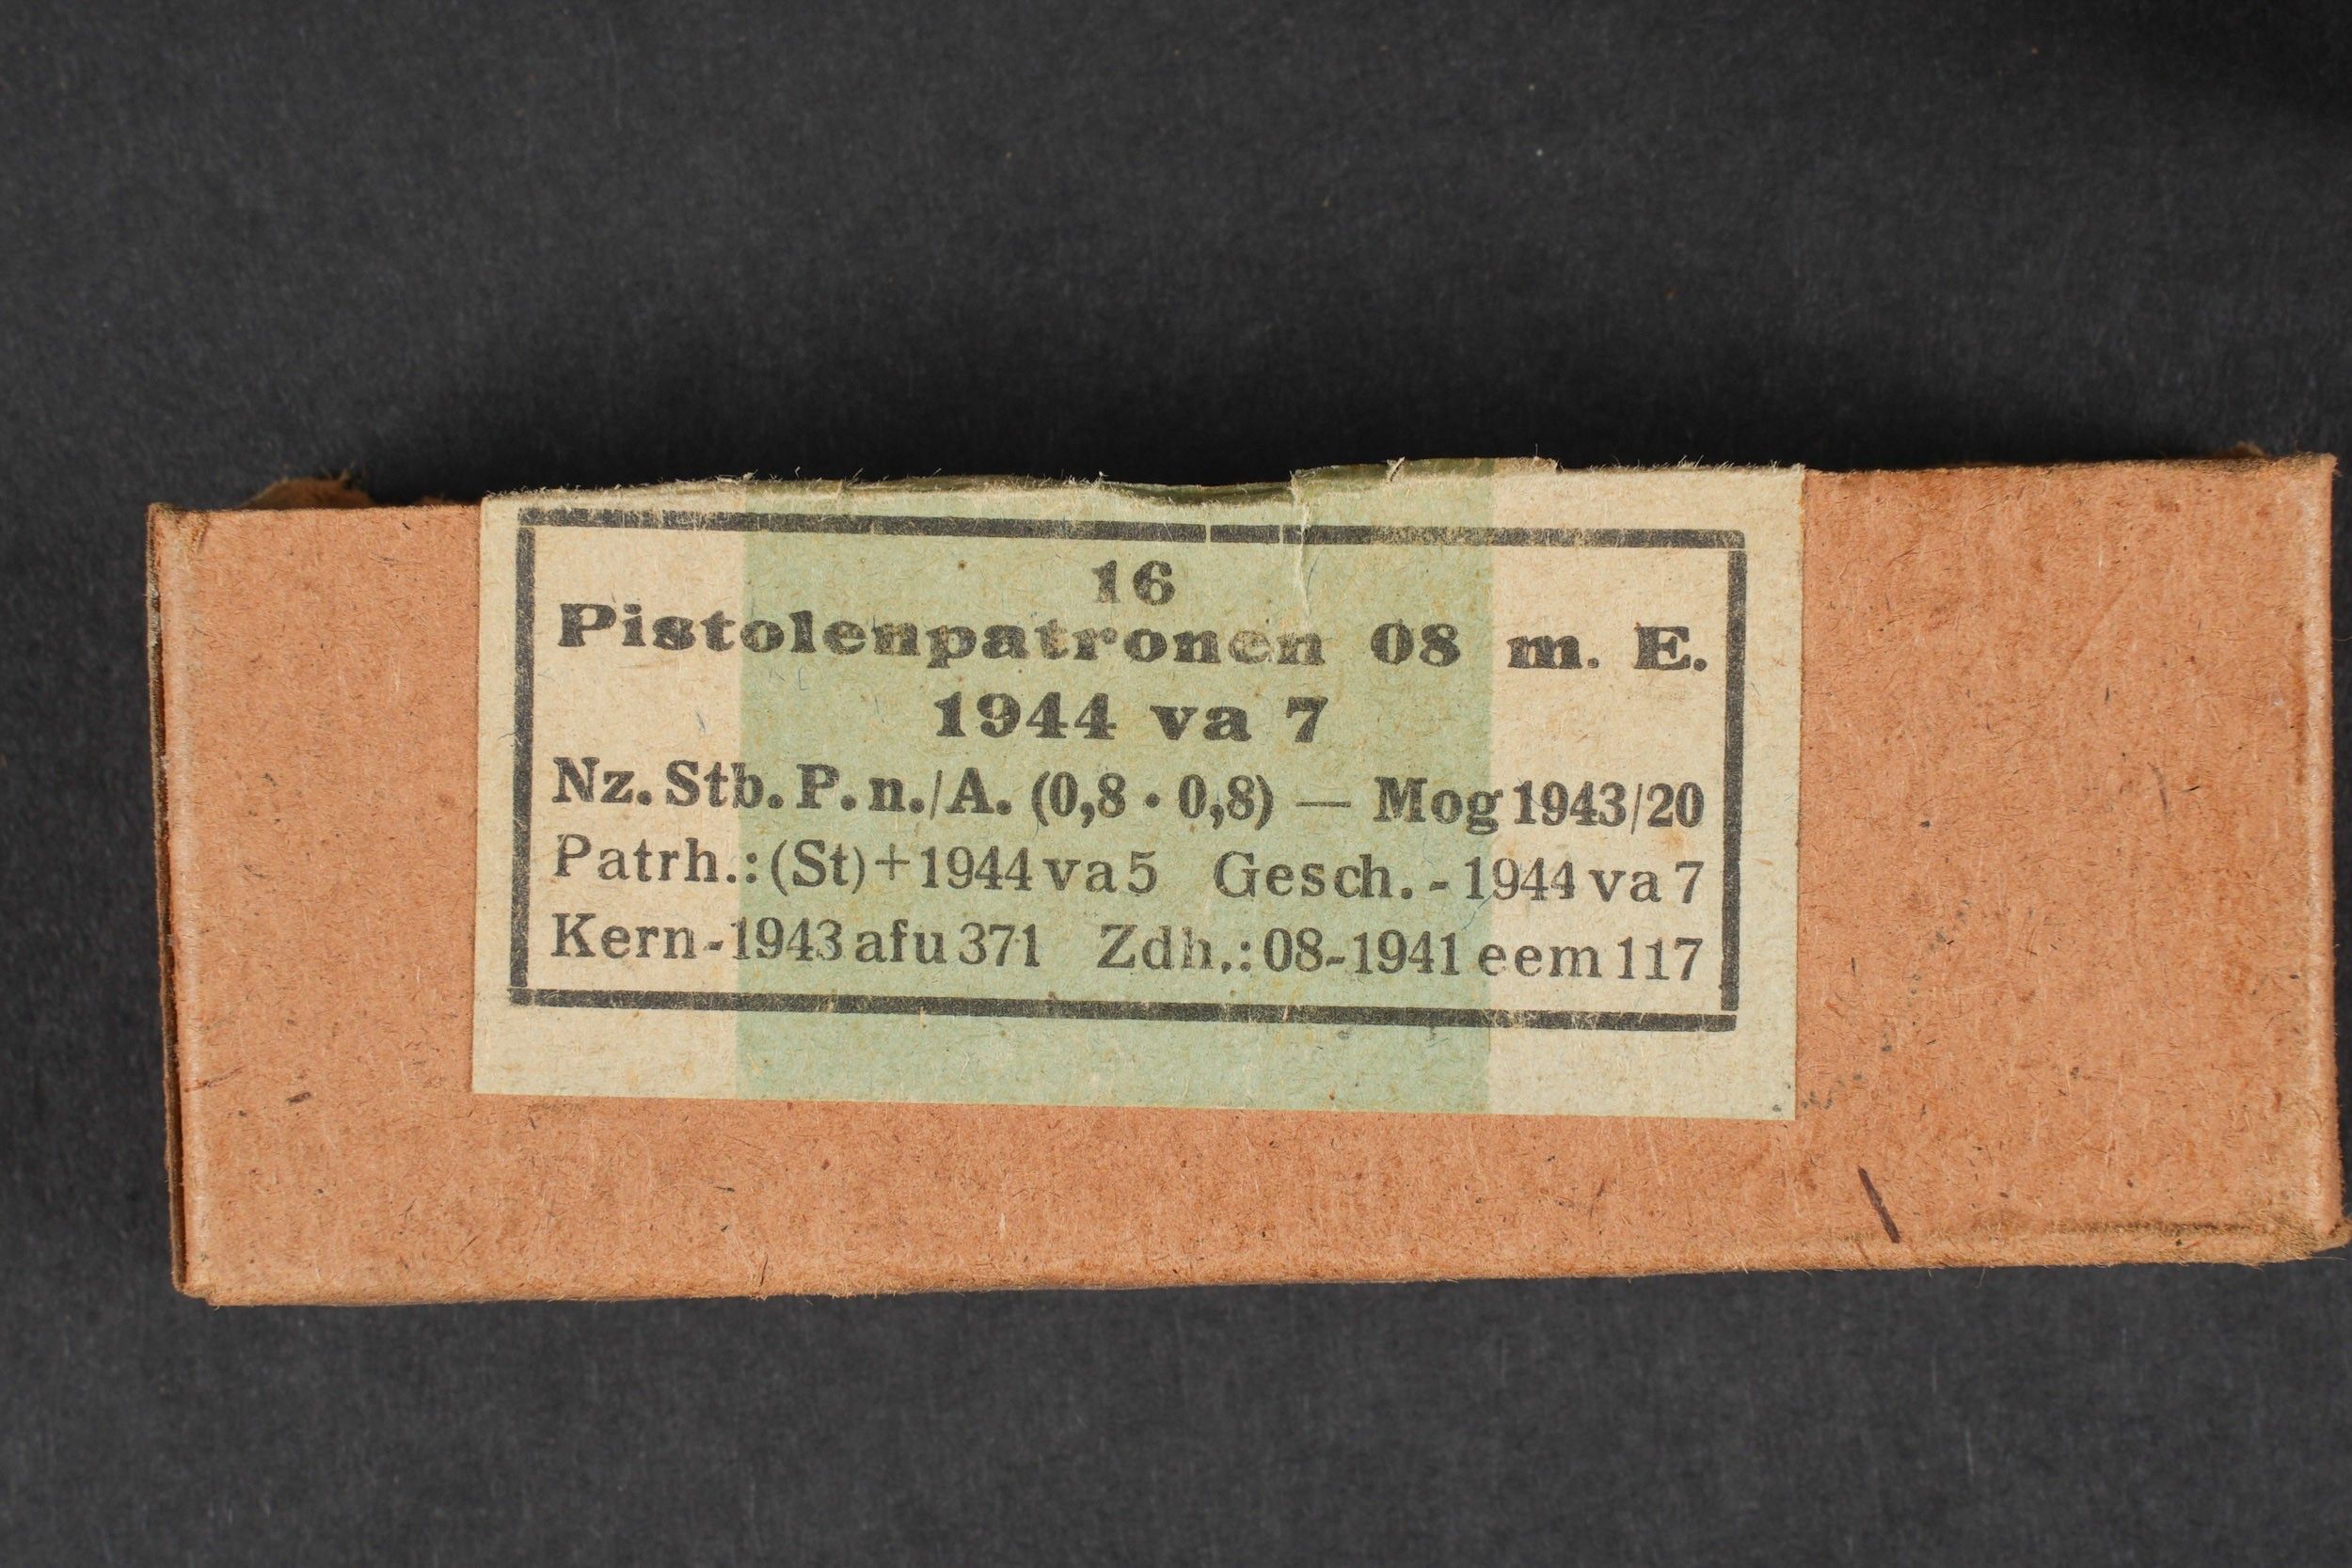 16
Pistolenpatronen 08 m. E.
1944 va 7
Nz. Stb. P. n./A. (0,8 · 0,8) — Mog 1943/20
Patrh.: (St)+1944 va 5 Gesch. - 1944 va 7
Kern-1943 afu 371 Zdh.: 08-1941 eem 117